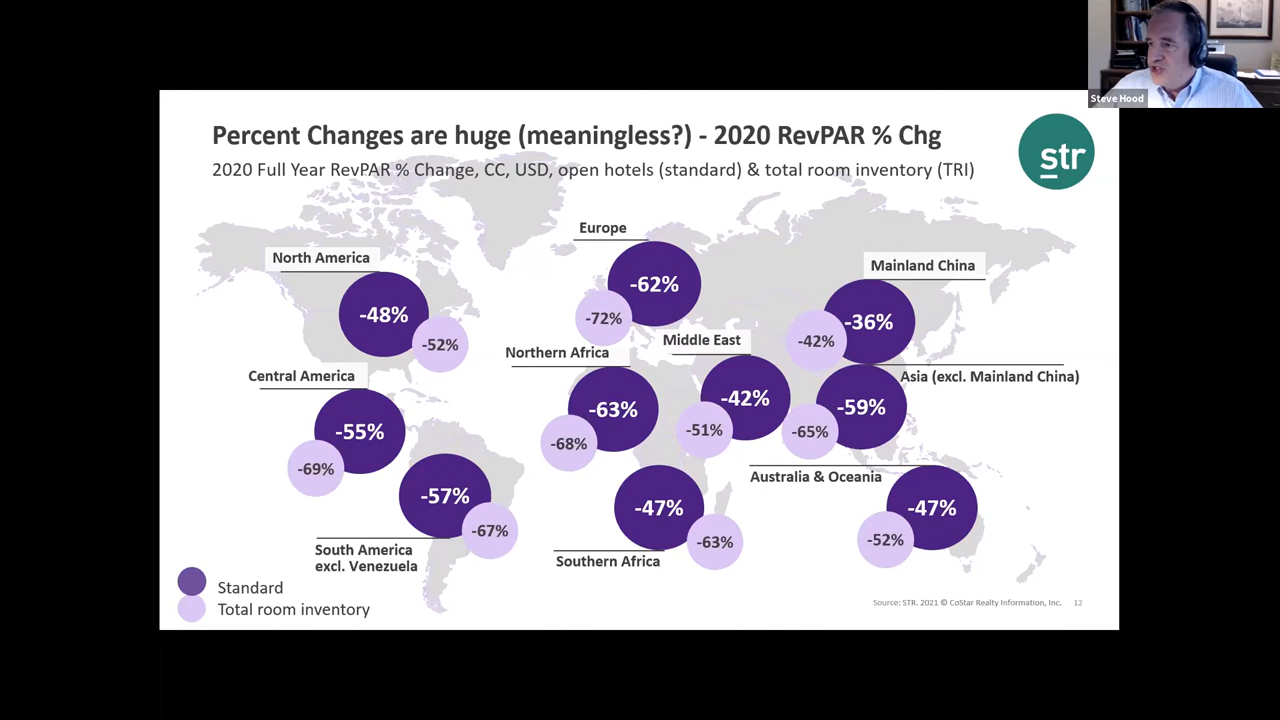 Steve Hood
Percent Changes are huge (meaningless?) - 2020 RevPAR % Chg
2020 Full Year RevPAR % Change, CC, USD, open hotels (standard) & total room inventory (TRI)
str
North America
-48%
-52%
Europe
-62%
-72%
Mainland China
-36%
-42%
Central America
-55%
-69%
Northern Africa
-63%
-68%
Middle East
-42%
-51%
Asia (excl. Mainland China)
-59%
-65%
South America
excl. Venezuela
-57%
-67%
Southern Africa
-47%
-63%
Australia & Oceania
-47%
-52%
Standard
Total room inventory
Source: STR. 2021 © CoStar Realty Information, Inc.
12